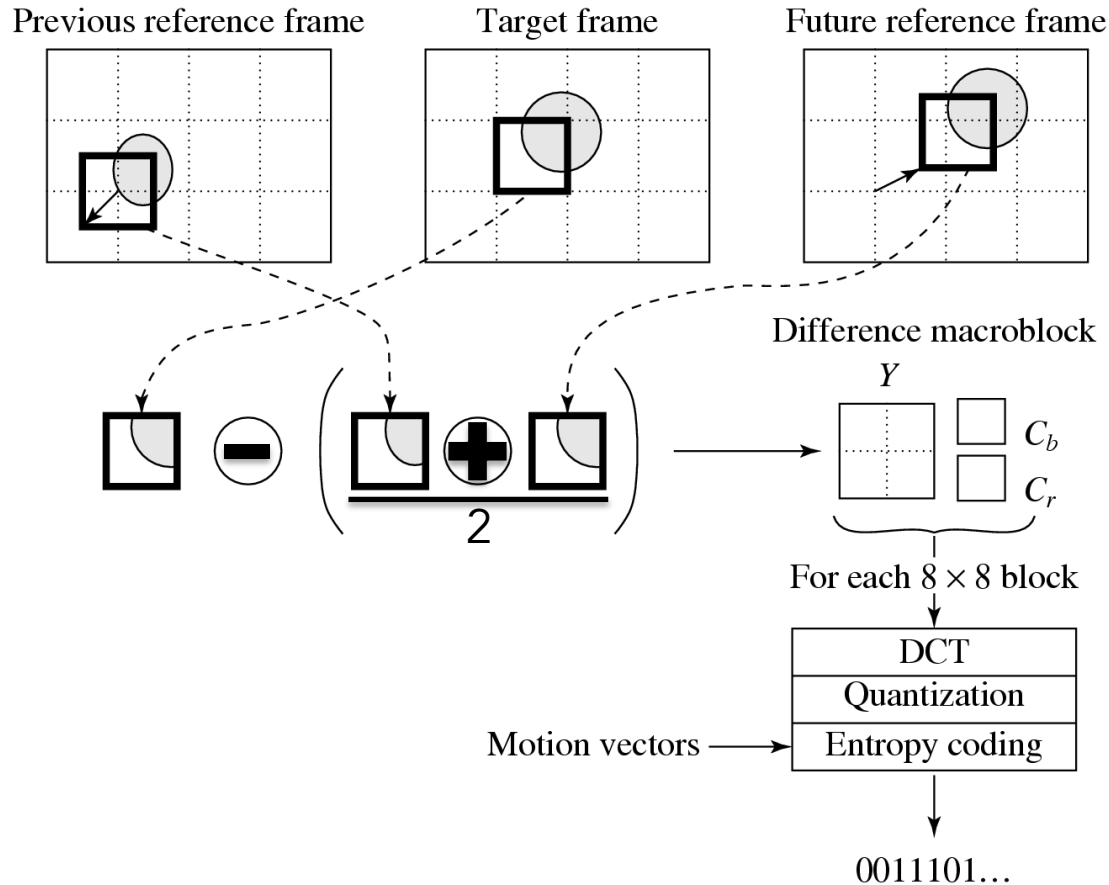 Previous reference frame
Target frame
Future reference frame
Difference macroblock
Y
C_b
C_r
2
For each 8 × 8 block
DCT
Quantization
Motion vectors
Entropy coding
0011101…